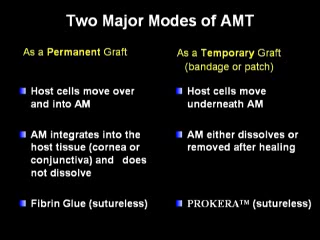 Two Major Modes of AMT
As a Permanent Graft
Host cells move over
and into AM
AM integrates into the
host tissue (cornea or
conjunctiva) and does
not dissolve
Fibrin Glue (sutureless)
As a Temporary Graft
(bandage or patch)
Host cells move
underneath AM
AM either dissolves or
removed after healing
PROKERA™ (sutureless)